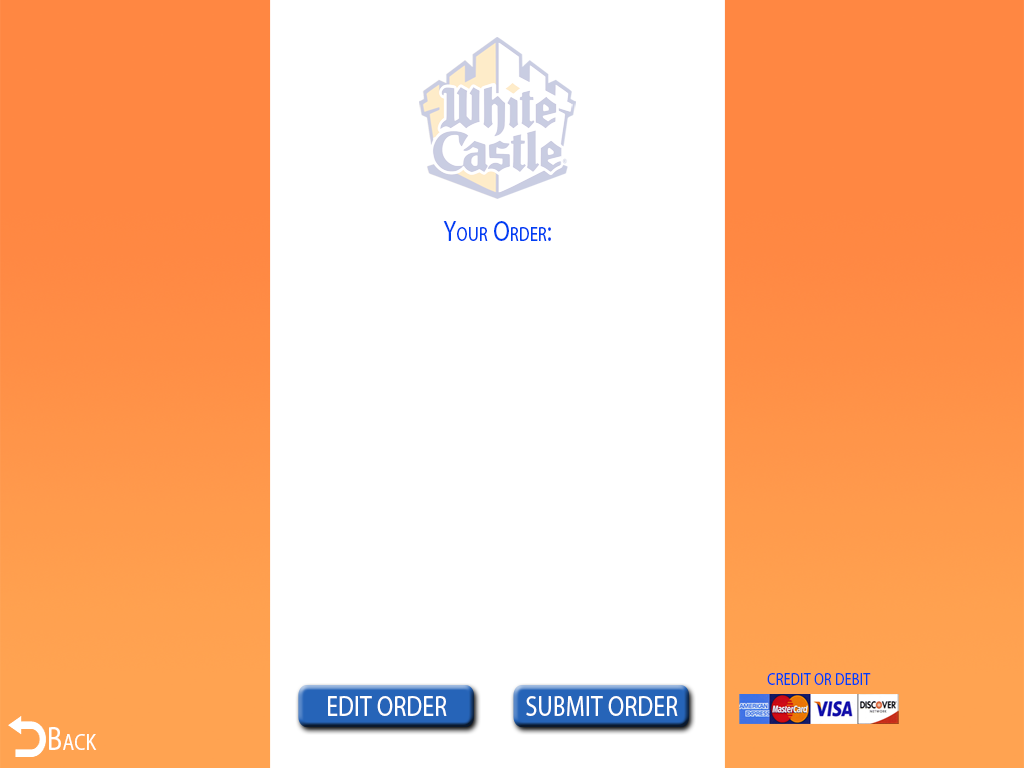 White
Castle
Your Order:
EDIT ORDER
SUBMIT ORDER
CREDIT OR DEBIT
AMERICAN
EXPRESS
MasterCard
VISA
DISCOVER
NETWORK
Back